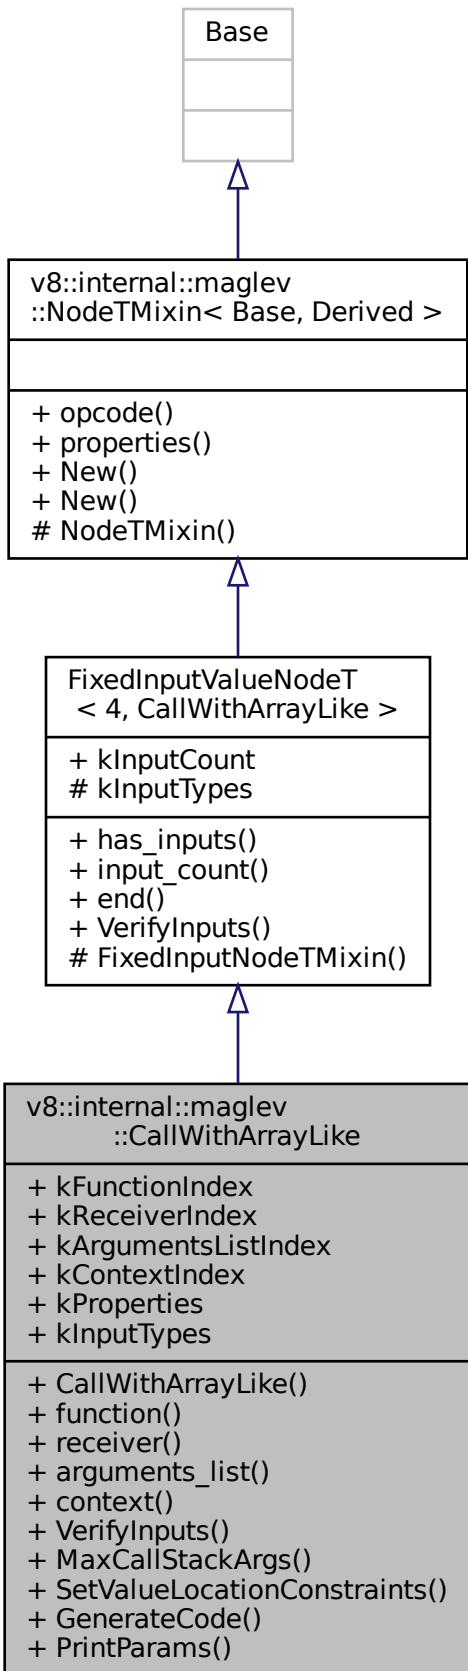 Base
v8::internal::maglev
::NodeTMixin< Base, Derived >
+ opcode()
+ properties()
+ New()
+ New()
# NodeTMixin()
FixedInputValueNodeT
< 4, CallWithArrayLike >
+ kInputCount
# kInputTypes
+ has_inputs()
+ input_count()
+ end()
+ VerifyInputs()
# FixedInputNodeTMixin()
v8::internal::maglev
::CallWithArrayLike
+ kFunctionIndex
+ kReceiverIndex
+ kArgumentsListIndex
+ kContextIndex
+ kProperties
+ kInputTypes
+ CallWithArrayLike()
+ function()
+ receiver()
+ arguments_list()
+ context()
+ VerifyInputs()
+ MaxCallStackArgs()
+ SetValueLocationConstraints()
+ GenerateCode()
+ PrintParams()